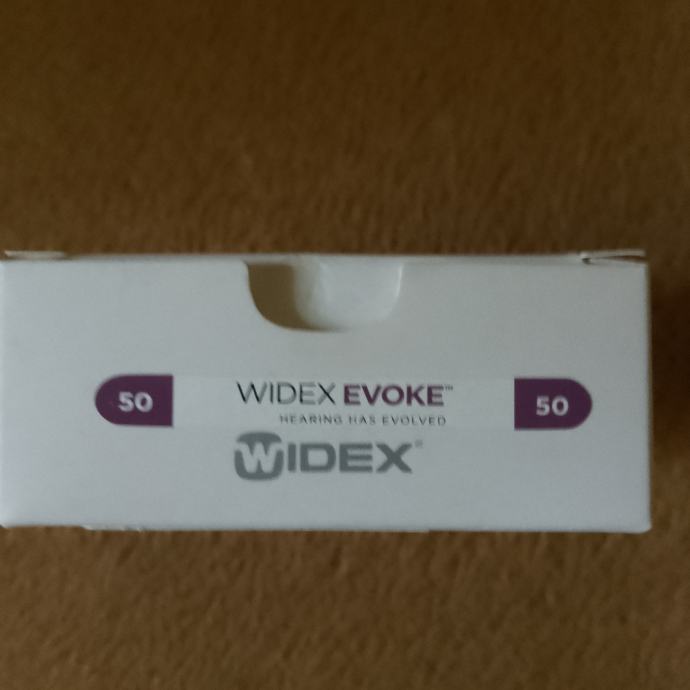 50 WIDEX EVOKE™ 50
HEARING HAS EVOLVED
WIDEX®